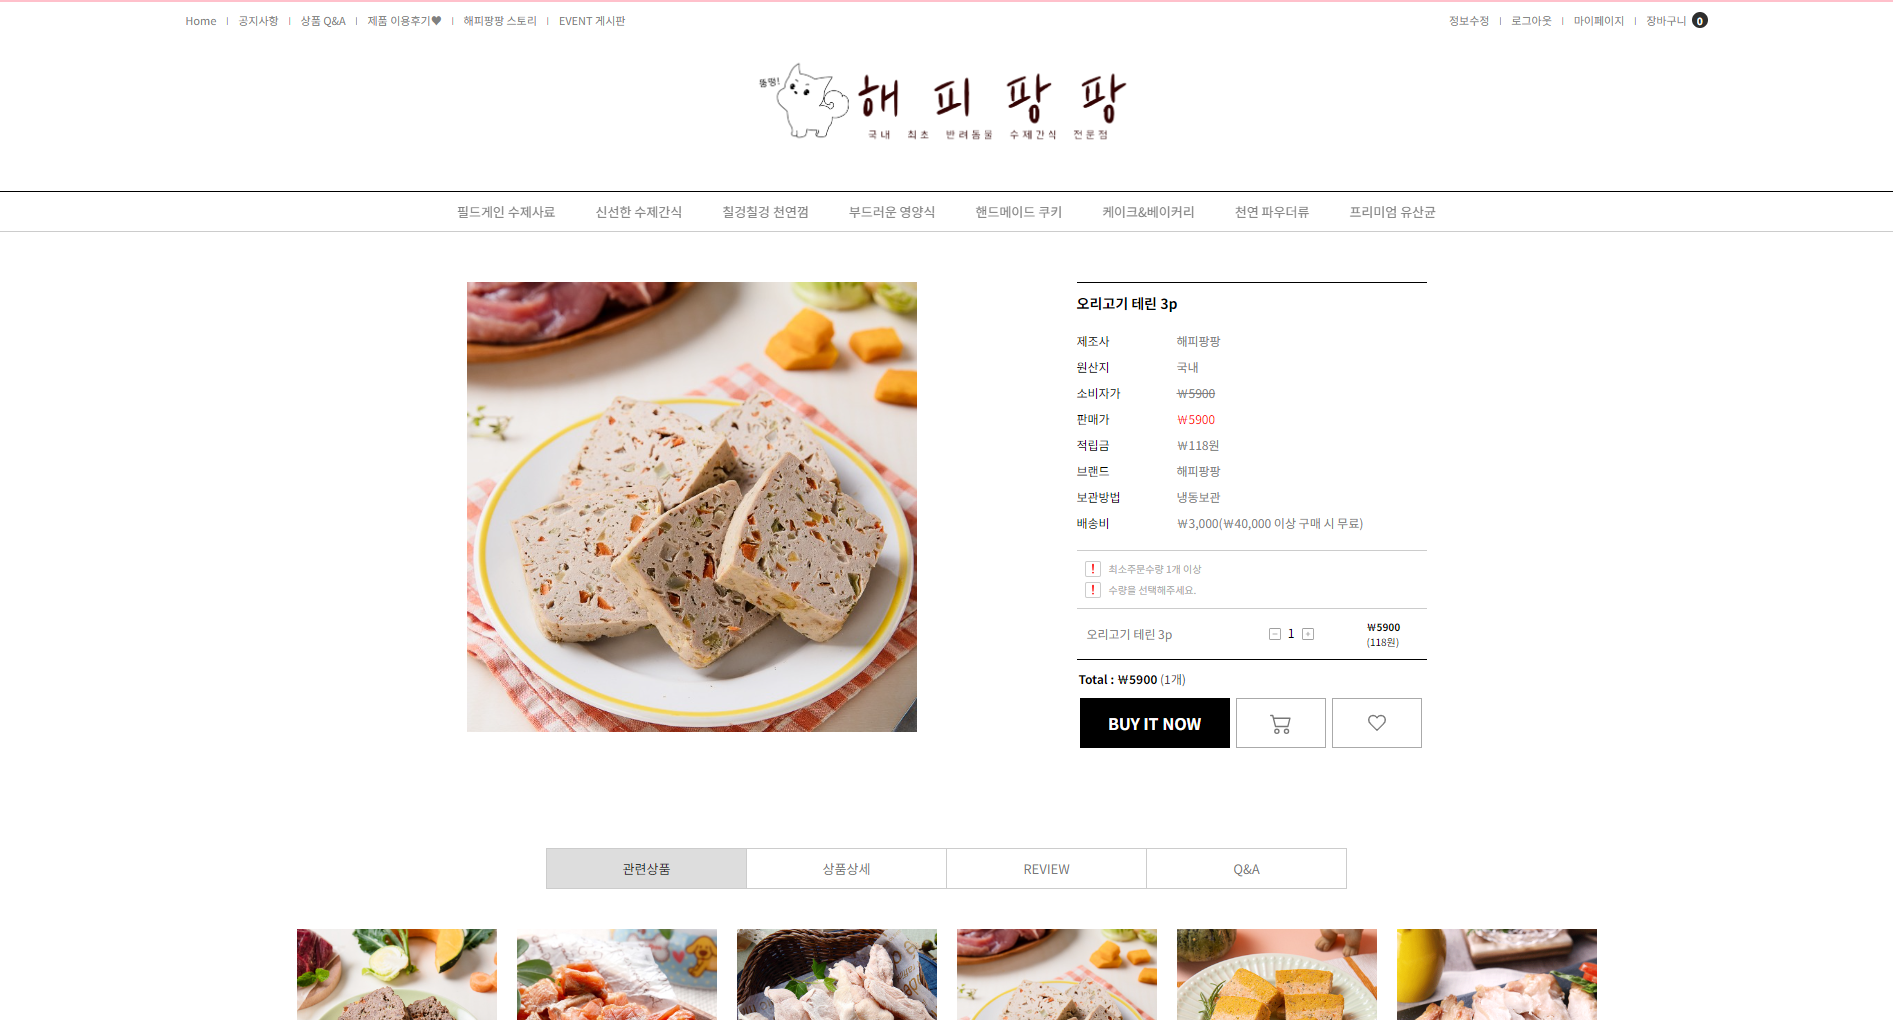 Home 공지사항 상품 Q&A 제품 이용후기♥ 해피팡팡 스토리 EVENT 게시판
정보수정 로그아웃 마이페이지 장바구니 0
뚱땅!
해피팡팡
국내 최초 반려동물 수제간식 전문점
필드게인 수제사료 신선한 수제간식 칠겅칠겅 천연껌 부드러운 영양식 핸드메이드 쿠키 케이크&베이커리 천연 파우더류 프리미엄 유산균
오리고기 테린 3p
제조사 해피팡팡
원산지 국내
소비자가 ₩5900
판매가 ₩5900
적립금 ₩118원
브랜드 해피팡팡
보관방법 냉동보관
배송비 ₩3,000(₩40,000 이상 구매 시 무료)
! 최소주문수량 1개 이상
! 수량을 선택해주세요.
오리고기 테린 3p - 1 + ₩5900
(118원)
Total : ₩5900 (1개)
BUY IT NOW
관련상품 상품상세 REVIEW Q&A